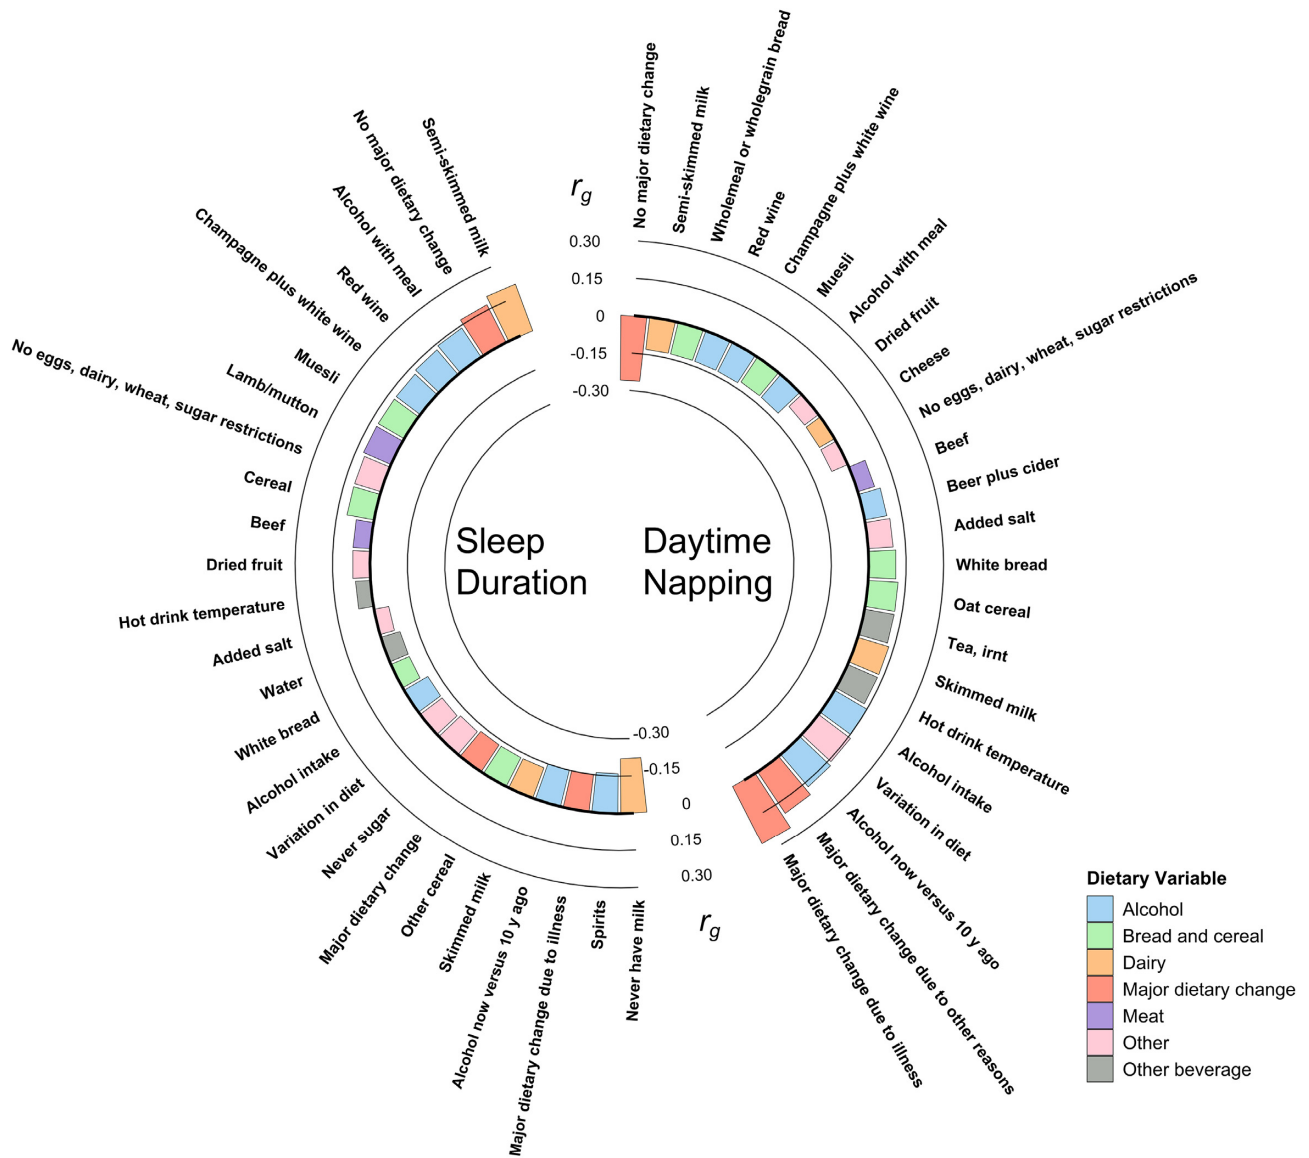 r_g
0.30
0.15
0
-0.15
-0.30
No major dietary change
Semi-skimmed milk
Wholemeal or wholegrain bread
Red wine
Champagne plus white wine
Muesli
Alcohol with meal
Dried fruit
Cheese
No eggs, dairy, wheat, sugar restrictions
Beef
Beer plus cider
Added salt
White bread
Oat cereal
Tea, irnt
Skimmed milk
Hot drink temperature
Alcohol intake
Variation in diet
Alcohol now versus 10 y ago
Major dietary change due to other reasons
Major dietary change due to illness
Semi-skimmed milk
No major dietary change
Alcohol with meal
Red wine
Champagne plus white wine
Muesli
Lamb/mutton
No eggs, dairy, wheat, sugar restrictions
Cereal
Beef
Dried fruit
Hot drink temperature
Added salt
Water
White bread
Alcohol intake
Variation in diet
Never sugar
Major dietary change
Other cereal
Skimmed milk
Alcohol now versus 10 y ago
Major dietary change due to illness
Spirits
Never have milk
Sleep
Duration
Daytime
Napping
-0.30
-0.15
0
0.15
0.30
r_g
Dietary Variable
Alcohol
Bread and cereal
Dairy
Major dietary change
Meat
Other
Other beverage